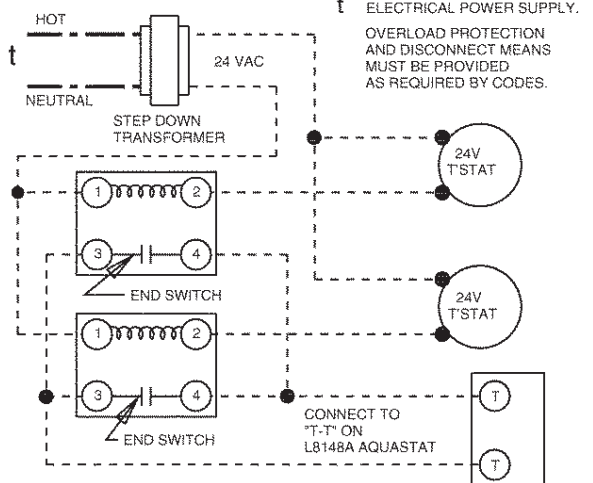 HOT
t
NEUTRAL
24 VAC
STEP DOWN
TRANSFORMER
t ELECTRICAL POWER SUPPLY.
OVERLOAD PROTECTION
AND DISCONNECT MEANS
MUST BE PROVIDED
AS REQUIRED BY CODES.
24V
T'STAT
1 2
3 4
END SWITCH
24V
T'STAT
1 2
3 4
END SWITCH
CONNECT TO
"T-T" ON
L8148A AQUASTAT
T
T